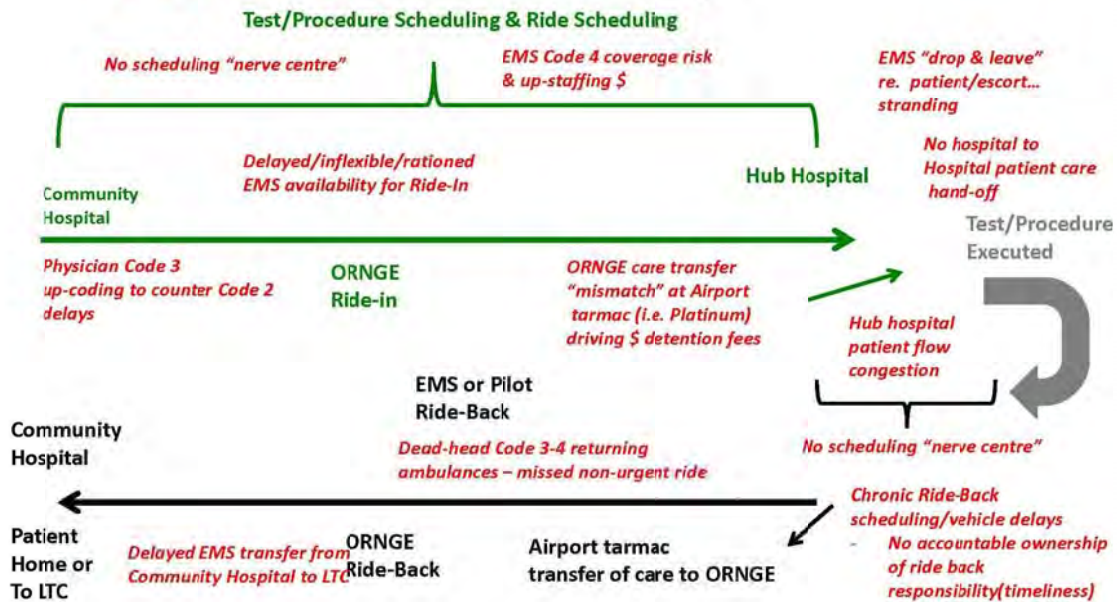 Test/Procedure Scheduling & Ride Scheduling
No scheduling “nerve centre”
EMS Code 4 coverage risk
& up-staffing $
EMS “drop & leave”
re. patient/escort…
stranding
Delayed/inflexible/rationed
EMS availability for Ride-In
No hospital to
Hospital patient care
hand-off
Community
Hospital
Hub Hospital
Test/Procedure
Executed
Physician Code 3
up-coding to counter Code 2
delays
ORNGE
Ride-in
ORNGE care transfer
“mismatch” at Airport
tarmac (i.e. Platinum)
driving $ detention fees
Hub hospital
patient flow
congestion
EMS or Pilot
Ride-Back
Community
Hospital
Dead-head Code 3-4 returning
ambulances – missed non-urgent ride
No scheduling “nerve centre”
Chronic Ride-Back
scheduling/vehicle delays
- No accountable ownership
of ride back
responsibility(timeliness)
Patient
Home or
To LTC
Delayed EMS transfer from
Community Hospital to LTC
ORNGE
Ride-Back
Airport tarmac
transfer of care to ORNGE